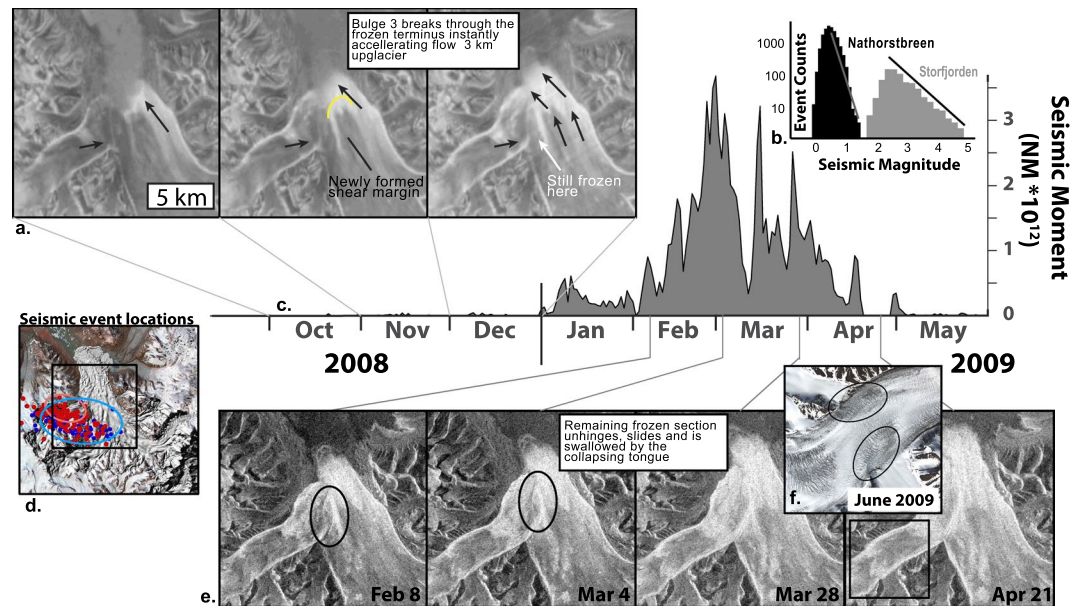 Bulge 3 breaks through the
frozen terminus instantly
accellerating flow  3 km
upglacier
Newly formed
shear margin
Still frozen
here
5 km
a.
Event Counts
1000
100
10
Nathorstbreen
Storfjorden
b.
0 1 2 3 4 5
Seismic Magnitude
3
2
1
0
Seismic Moment
(NM *10¹²)
c.
Oct Nov Dec Jan Feb Mar Apr May
2008 2009
Seismic event locations
d.
Remaining frozen section
unhinges, slides and is
swallowed by the
collapsing tongue
f.
June 2009
e.
Feb 8
Mar 4
Mar 28
Apr 21